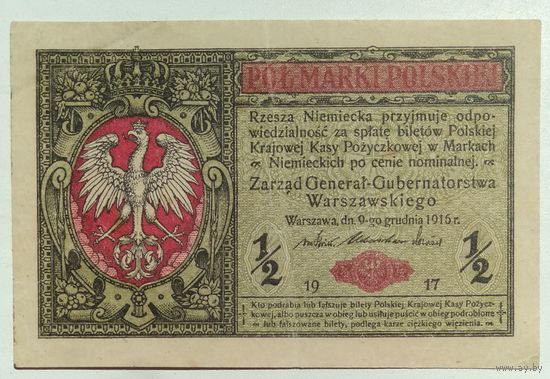 PÓŁ MARKI POLSKIEJ
Rzesza Niemiecka przyjmuje odpo-
wiedzialność za spłatę biletów Polskiej
Krajowej Kasy Pożyczkowej w Markach
Niemieckich po cenie nominalnej.
Zarząd Generał-Gubernatorstwa
Warszawskiego
Warszawa, dn. 9-go grudnia 1916 r.
1/2 1/2
19 17
Kto podrabia lub fałszuje bilety Polskiej Krajowej Kasy Pożycz-
kowej, albo puszcza w obieg lub usiłuje puścić w obieg podrobione
lub fałszowane bilety, podlega karze ciężkiego więzienia.
www.ay.by